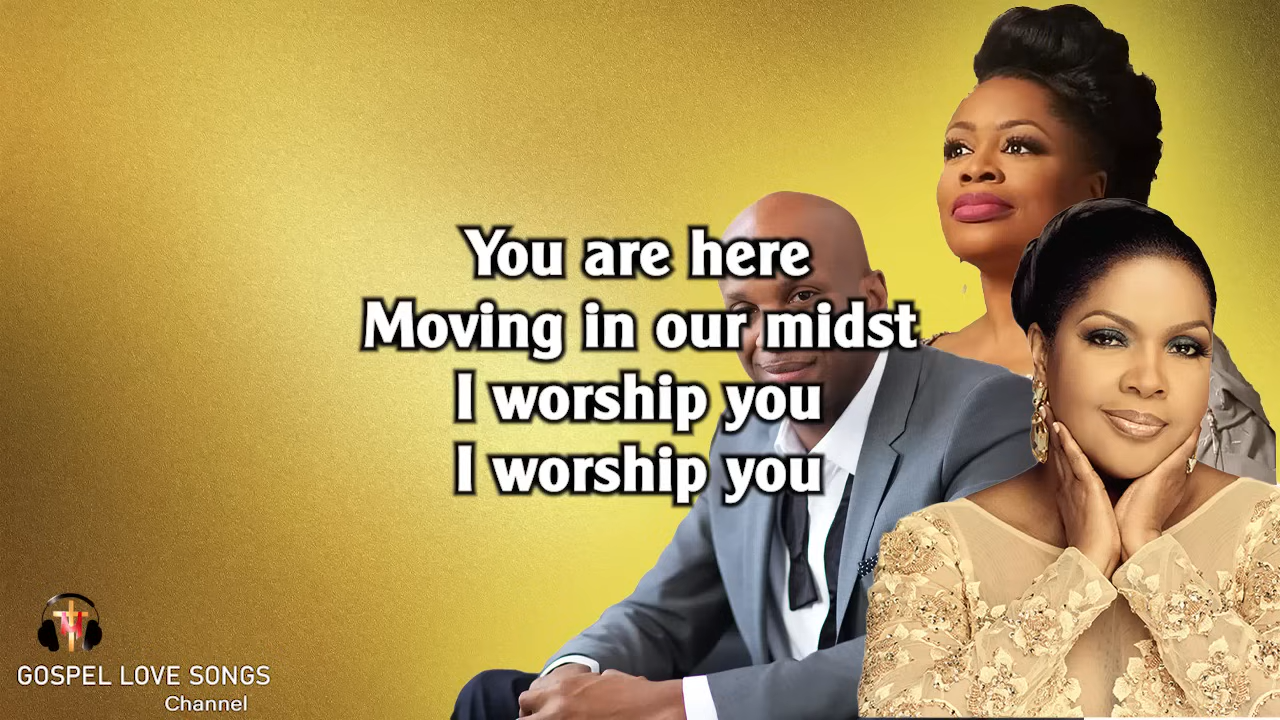 You are here
Moving in our midst
I worship you
I worship you
GOSPEL LOVE SONGS
Channel